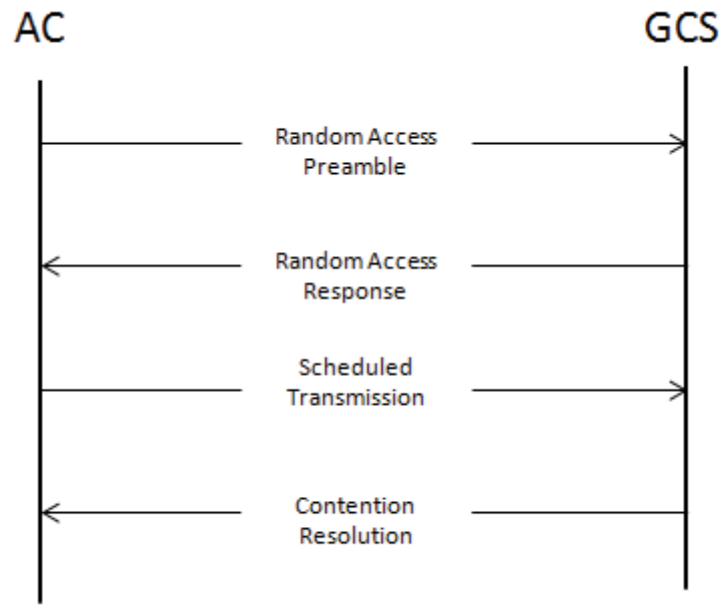 AC
GCS
Random Access
Preamble
Random Access
Response
Scheduled
Transmission
Contention
Resolution